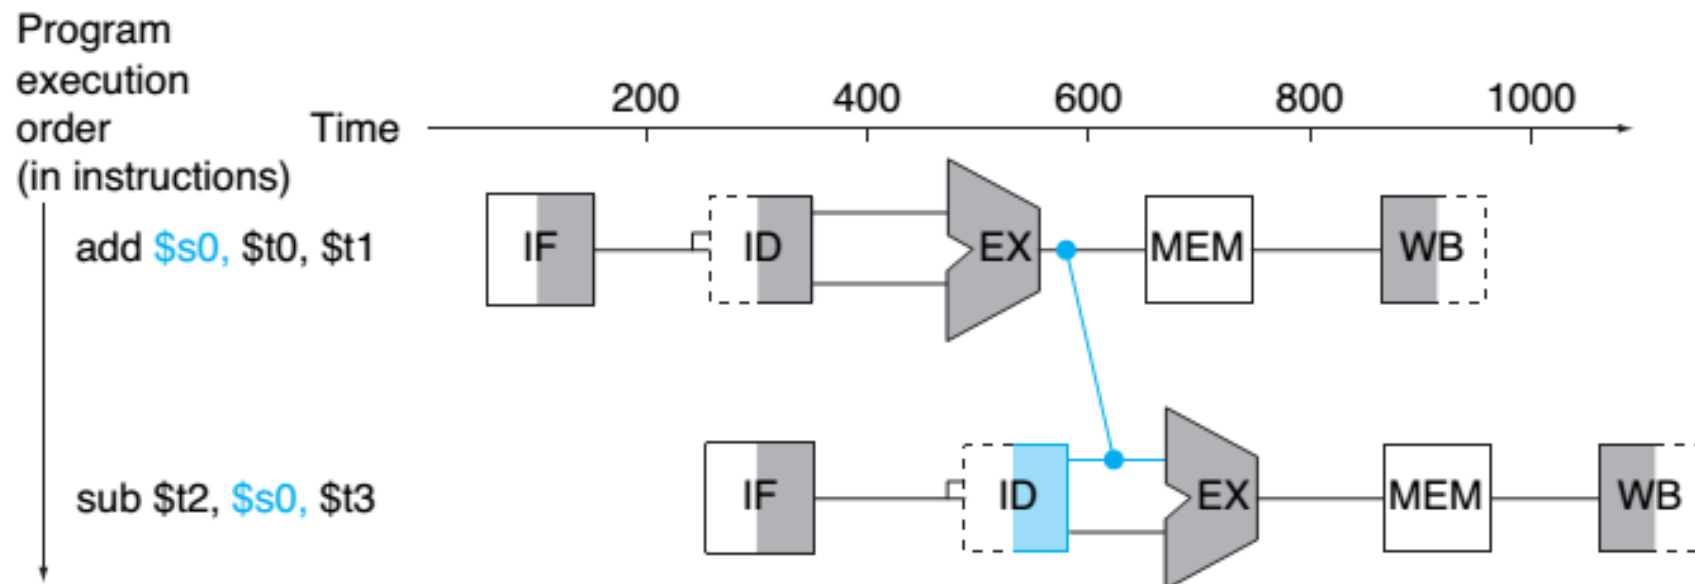 Program
execution
order
(in instructions)
Time
200 400 600 800 1000
add $s0, $t0, $t1
IF ID EX MEM WB
sub $t2, $s0, $t3
IF ID EX MEM WB